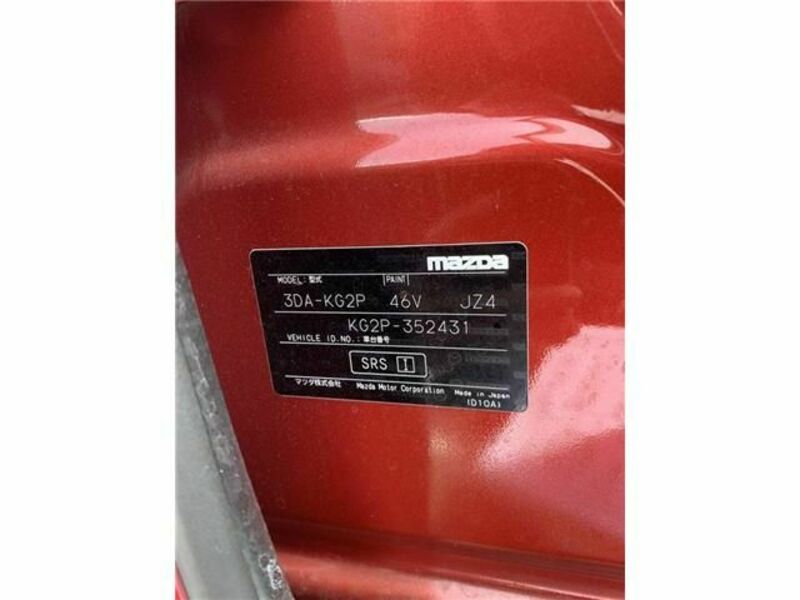 mazda
MODEL:型式 PAINT
3DA-KG2P 46V JZ4
KG2P-352431
VEHICLE ID.NO.:車台番号
SRS I
マツダ株式会社 Mazda Motor Corporation Made in Japan
(D10A)